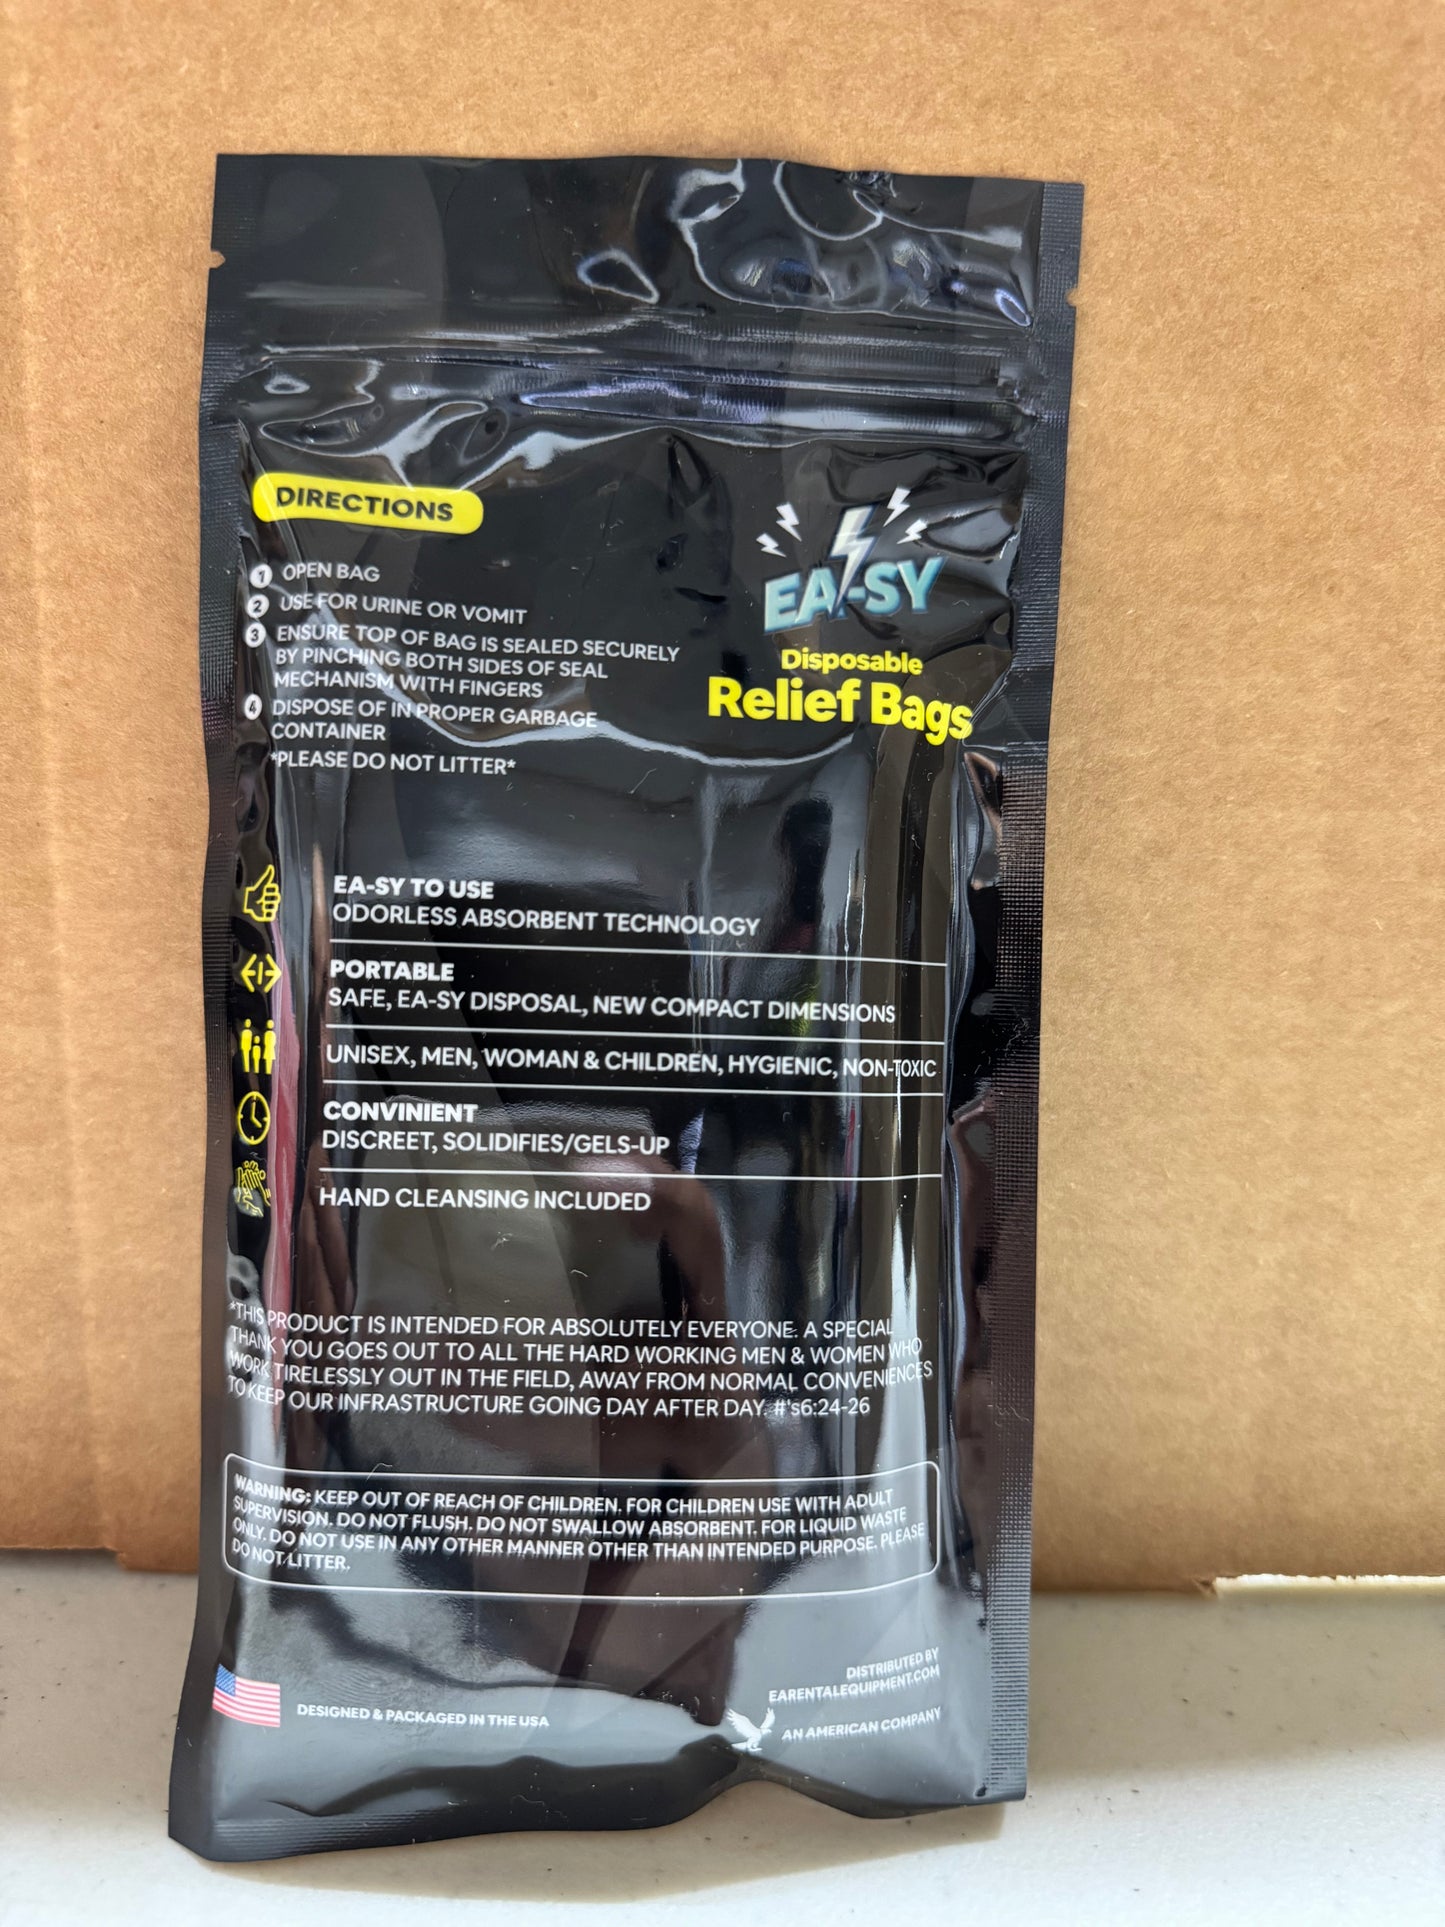 DIRECTIONS
1 OPEN BAG
2 USE FOR URINE OR VOMIT
3 ENSURE TOP OF BAG IS SEALED SECURELY
BY PINCHING BOTH SIDES OF SEAL
MECHANISM WITH FINGERS
4 DISPOSE OF IN PROPER GARBAGE
CONTAINER
*PLEASE DO NOT LITTER*
EA-SY
Disposable
Relief Bags
EA-SY TO USE
ODORLESS ABSORBENT TECHNOLOGY
PORTABLE
SAFE, EA-SY DISPOSAL, NEW COMPACT DIMENSIONS
UNISEX, MEN, WOMAN & CHILDREN, HYGIENIC, NON-TOXIC
CONVINIENT
DISCREET, SOLIDIFIES/GELS-UP
HAND CLEANSING INCLUDED
*THIS PRODUCT IS INTENDED FOR ABSOLUTELY EVERYONE. A SPECIAL
THANK YOU GOES OUT TO ALL THE HARD WORKING MEN & WOMEN WHO
WORK TIRELESSLY OUT IN THE FIELD, AWAY FROM NORMAL CONVENIENCES
TO KEEP OUR INFRASTRUCTURE GOING DAY AFTER DAY. #'s6:24-26
WARNING: KEEP OUT OF REACH OF CHILDREN. FOR CHILDREN USE WITH ADULT
SUPERVISION. DO NOT FLUSH. DO NOT SWALLOW ABSORBENT. FOR LIQUID WASTE
ONLY. DO NOT USE IN ANY OTHER MANNER OTHER THAN INTENDED PURPOSE. PLEASE
DO NOT LITTER.
DESIGNED & PACKAGED IN THE USA
DISTRIBUTED BY
EARENTALEQUIPMENT.COM
AN AMERICAN COMPANY